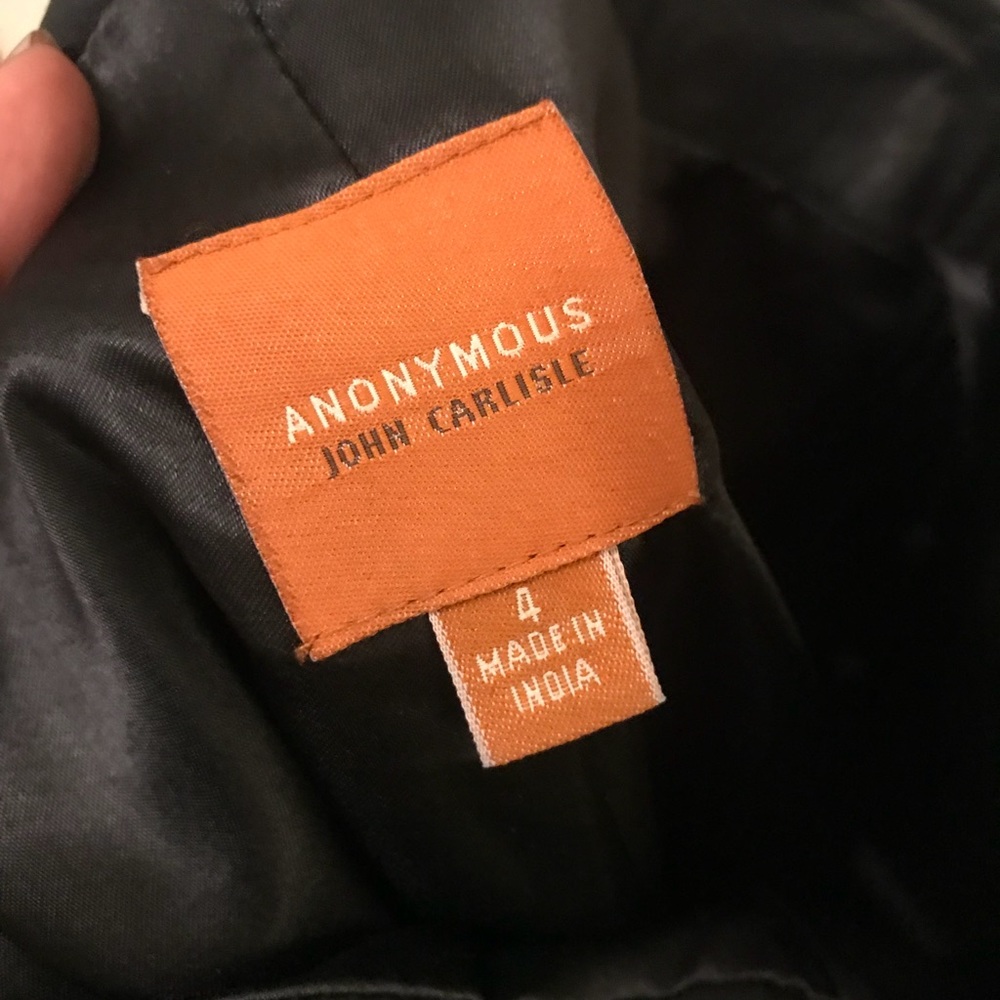 ANONYMOUS
JOHN CARLISLE
4
MADE IN
INDIA